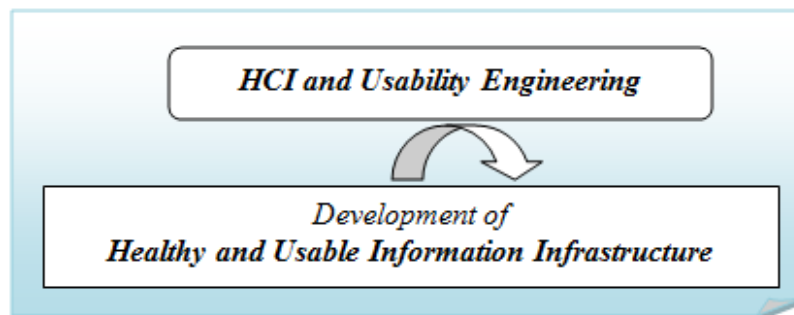 HCI and Usability Engineering
Development of
Healthy and Usable Information Infrastructure